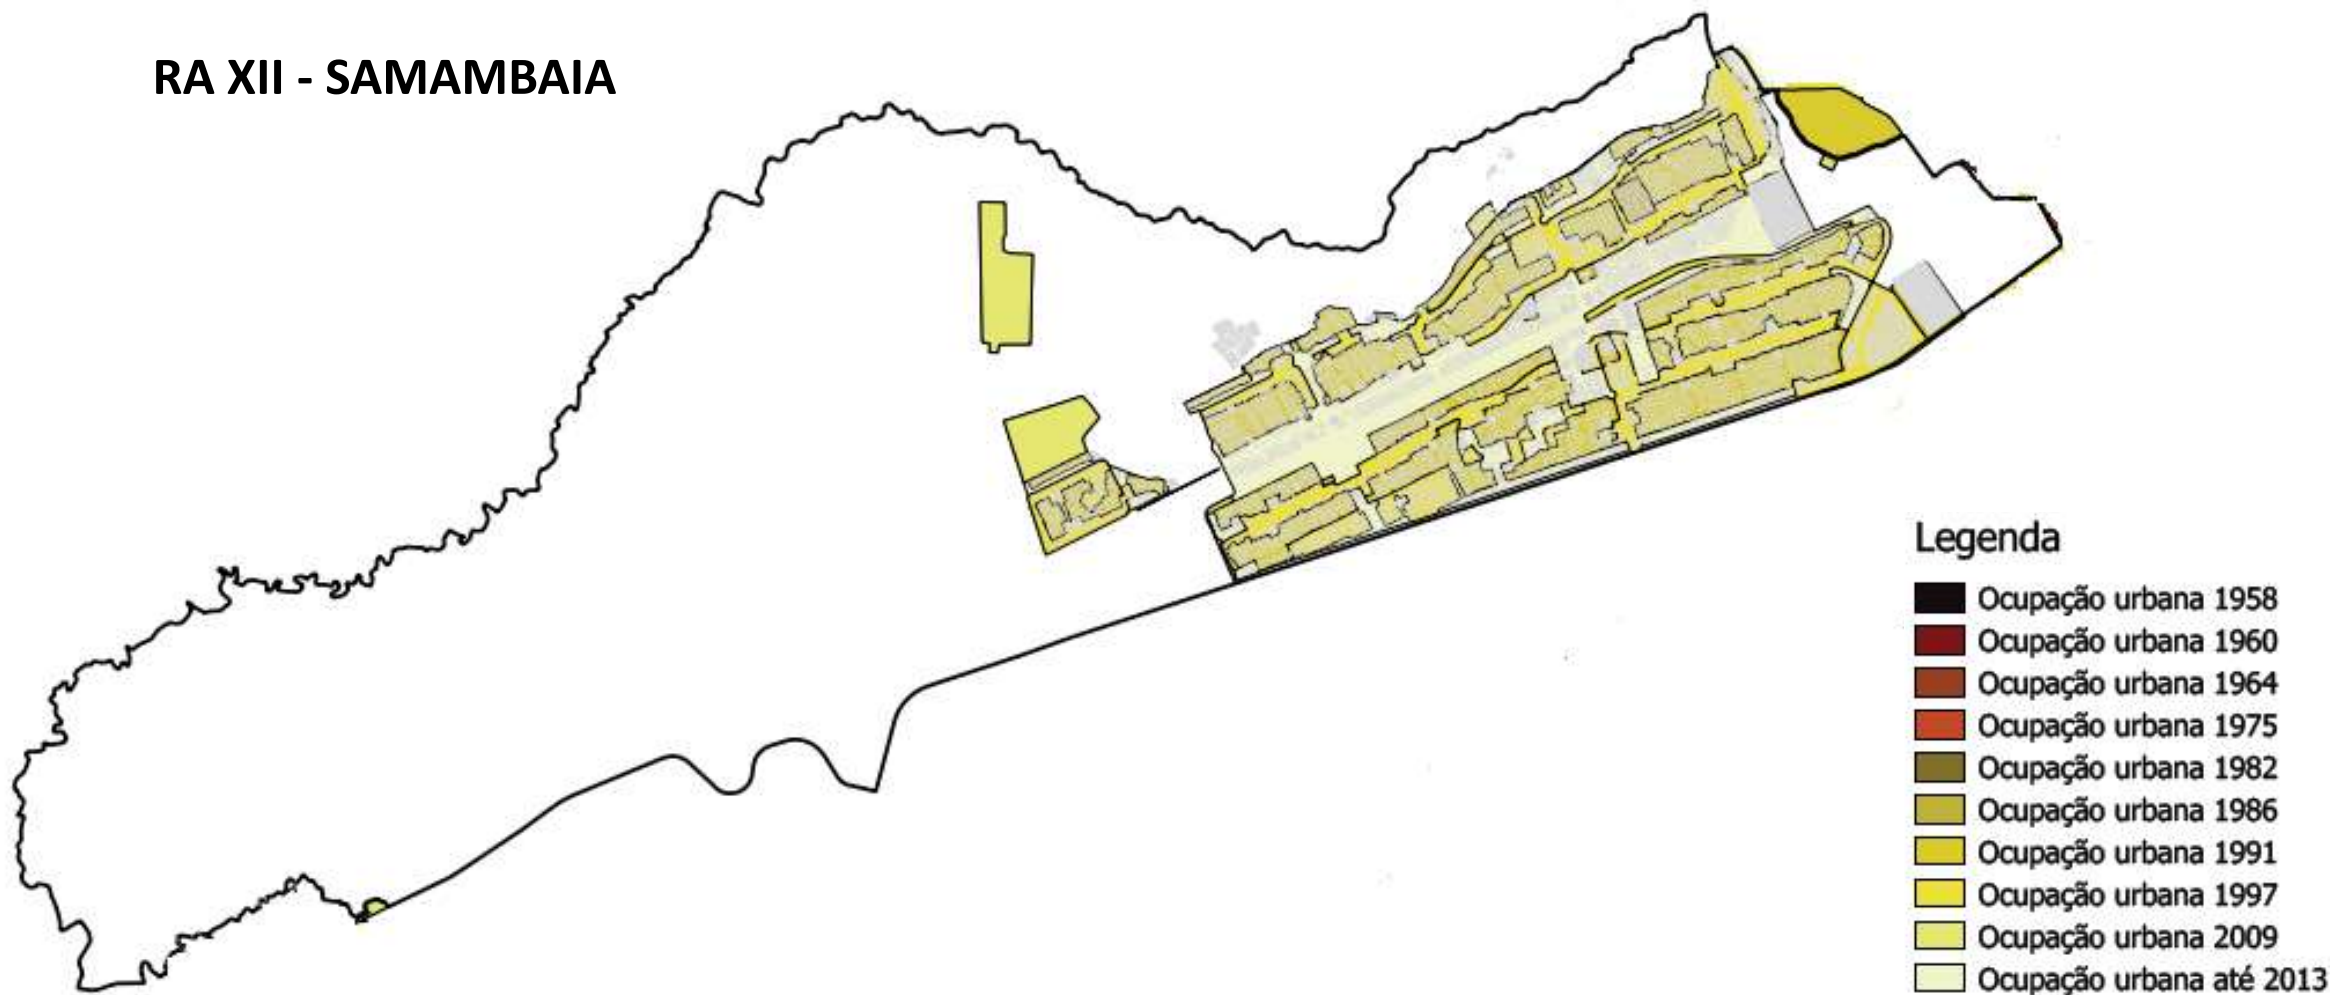 RA XII - SAMAMBAIA
Legenda
Ocupação urbana 1958
Ocupação urbana 1960
Ocupação urbana 1964
Ocupação urbana 1975
Ocupação urbana 1982
Ocupação urbana 1986
Ocupação urbana 1991
Ocupação urbana 1997
Ocupação urbana 2009
Ocupação urbana até 2013